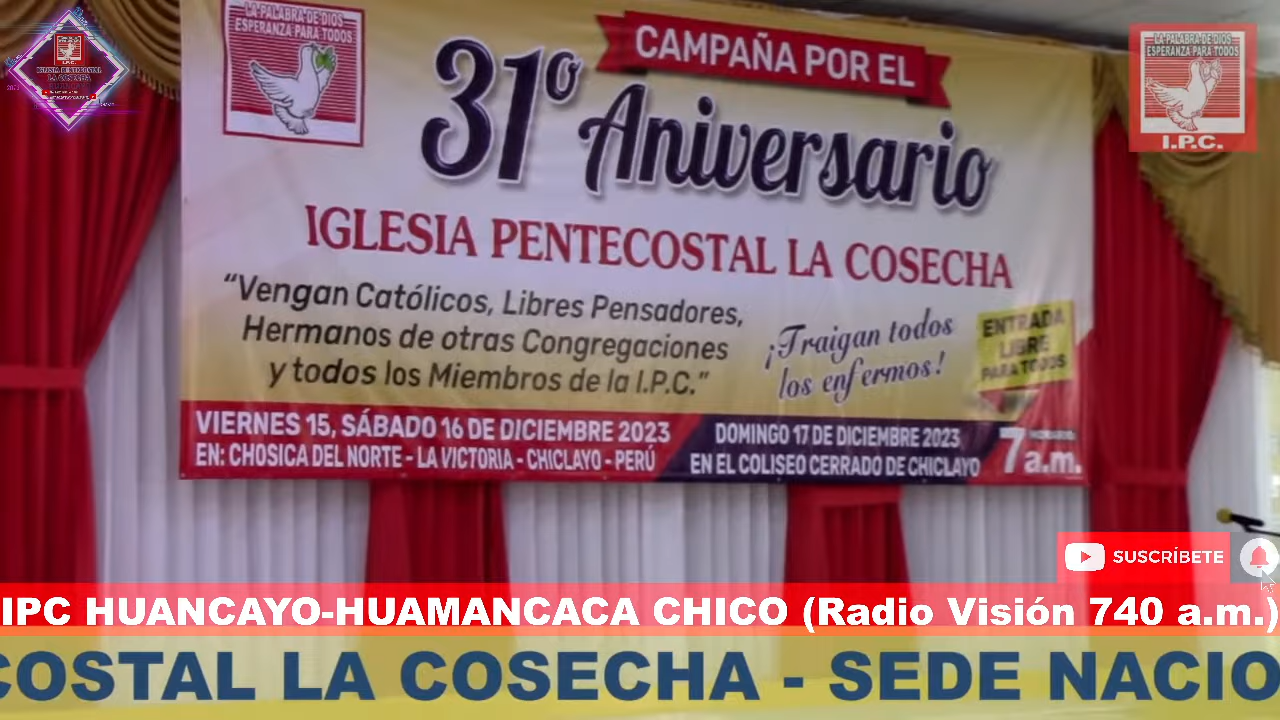 LA PALABRA DE DIOS
ESPERANZA PARA TODOS
CAMPAÑA POR EL
31º Aniversario
IGLESIA PENTECOSTAL LA COSECHA
“Vengan Católicos, Libres Pensadores,
Hermanos de otras Congregaciones
y todos los Miembros de la I.P.C.”
¡Traigan todos
los enfermos!
ENTRADA
LIBRE
PARA TODOS
VIERNES 15, SÁBADO 16 DE DICIEMBRE 2023
EN: CHOSICA DEL NORTE - LA VICTORIA - CHICLAYO - PERÚ
DOMINGO 17 DE DICIEMBRE 2023
EN EL COLISEO CERRADO DE CHICLAYO
7 a.m.
LA PALABRA DE DIOS
ESPERANZA PARA TODOS
I.P.C.
SUSCRÍBETE
IPC HUANCAYO-HUAMANCACA CHICO (Radio Visión 740 a.m.)
COSTAL LA COSECHA - SEDE NACIO